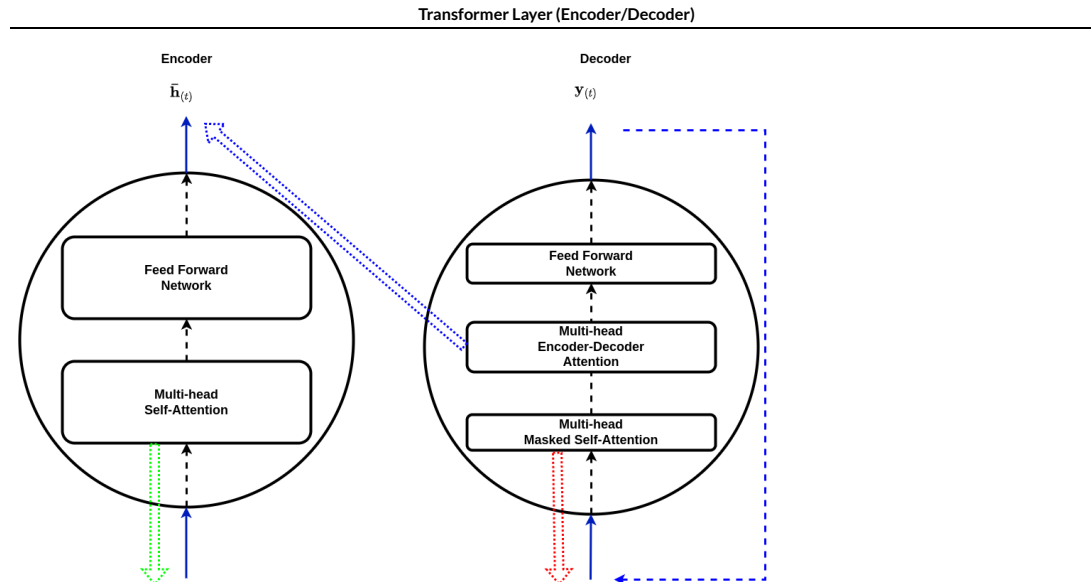 Transformer Layer (Encoder/Decoder)
Encoder
h̄(t)
Feed Forward
Network
Multi-head
Self-Attention
Decoder
y(t)
Feed Forward
Network
Multi-head
Encoder-Decoder
Attention
Multi-head
Masked Self-Attention